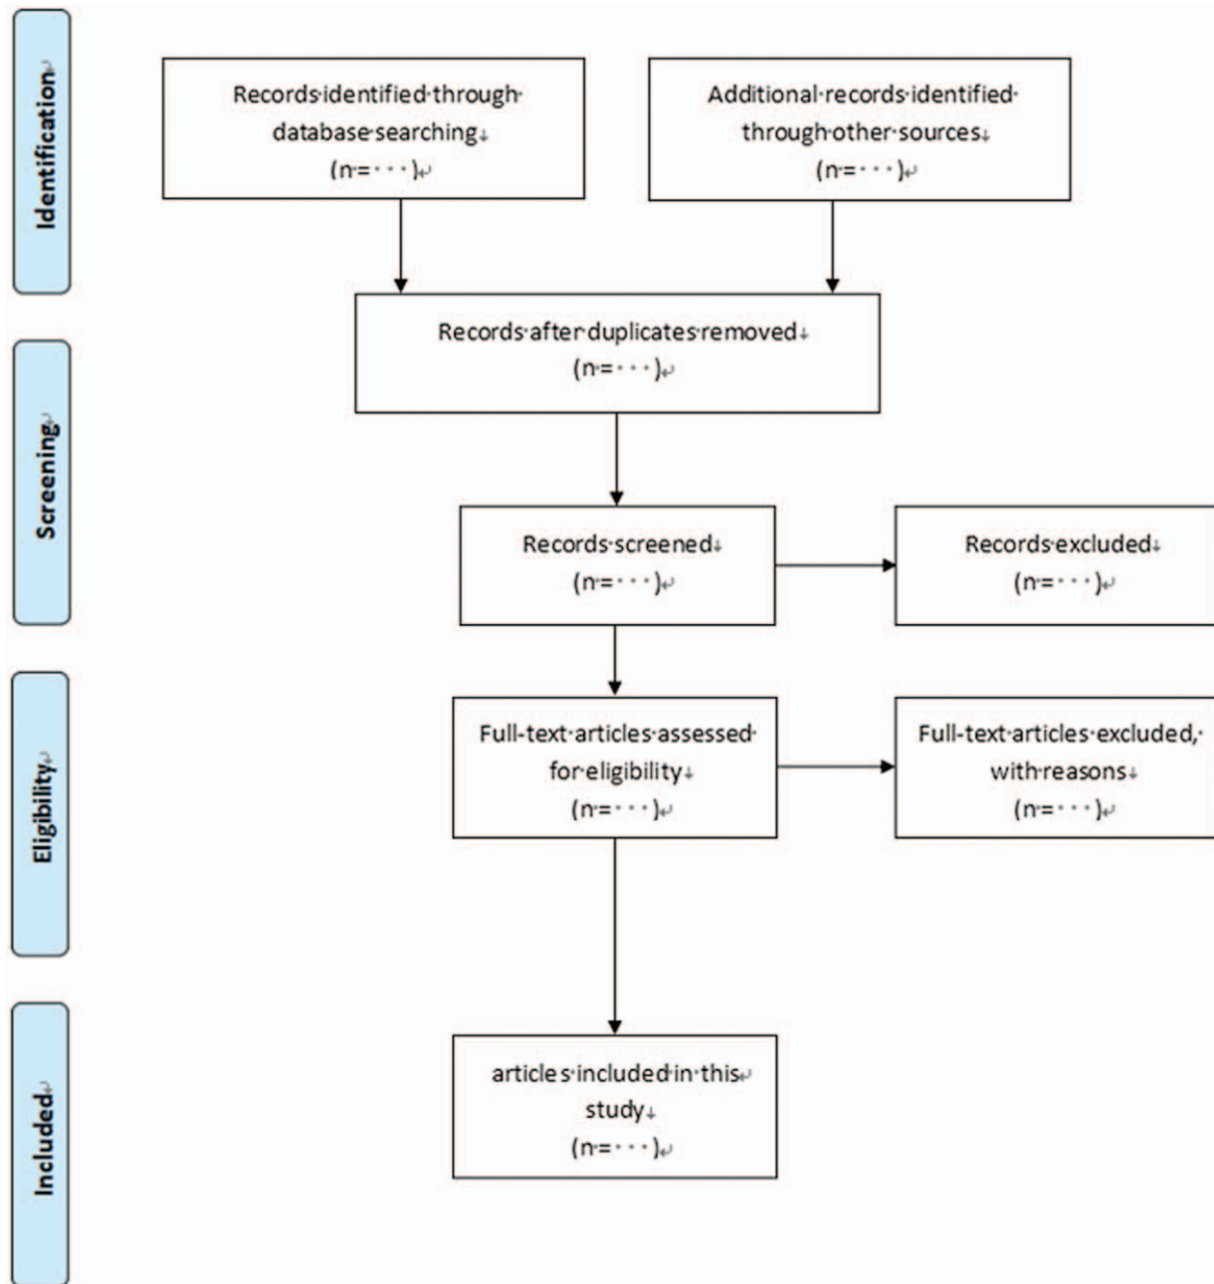 Identification
Records identified through
database searching
(n = )
Additional records identified
through other sources
(n = )
Records after duplicates removed
(n = )
Screening
Records screened
(n = )
Records excluded
(n = )
Eligibility
Full-text articles assessed
for eligibility
(n = )
Full-text articles excluded,
with reasons
(n = )
Included
articles included in this
study
(n = )